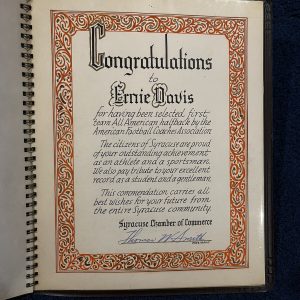 Congratulations
to
Ernie Davis
for having been selected first
team All American halfback by the
American Football Coaches Association
The citizens of Syracuse are proud
of your outstanding achievement
as an athlete and a sportsman.
We also pay tribute to your excellent
record as a student and a gentleman.
This commendation carries all
best wishes for your future from
the entire Syracuse community.
Syracuse Chamber of Commerce
Thomas W. Smith